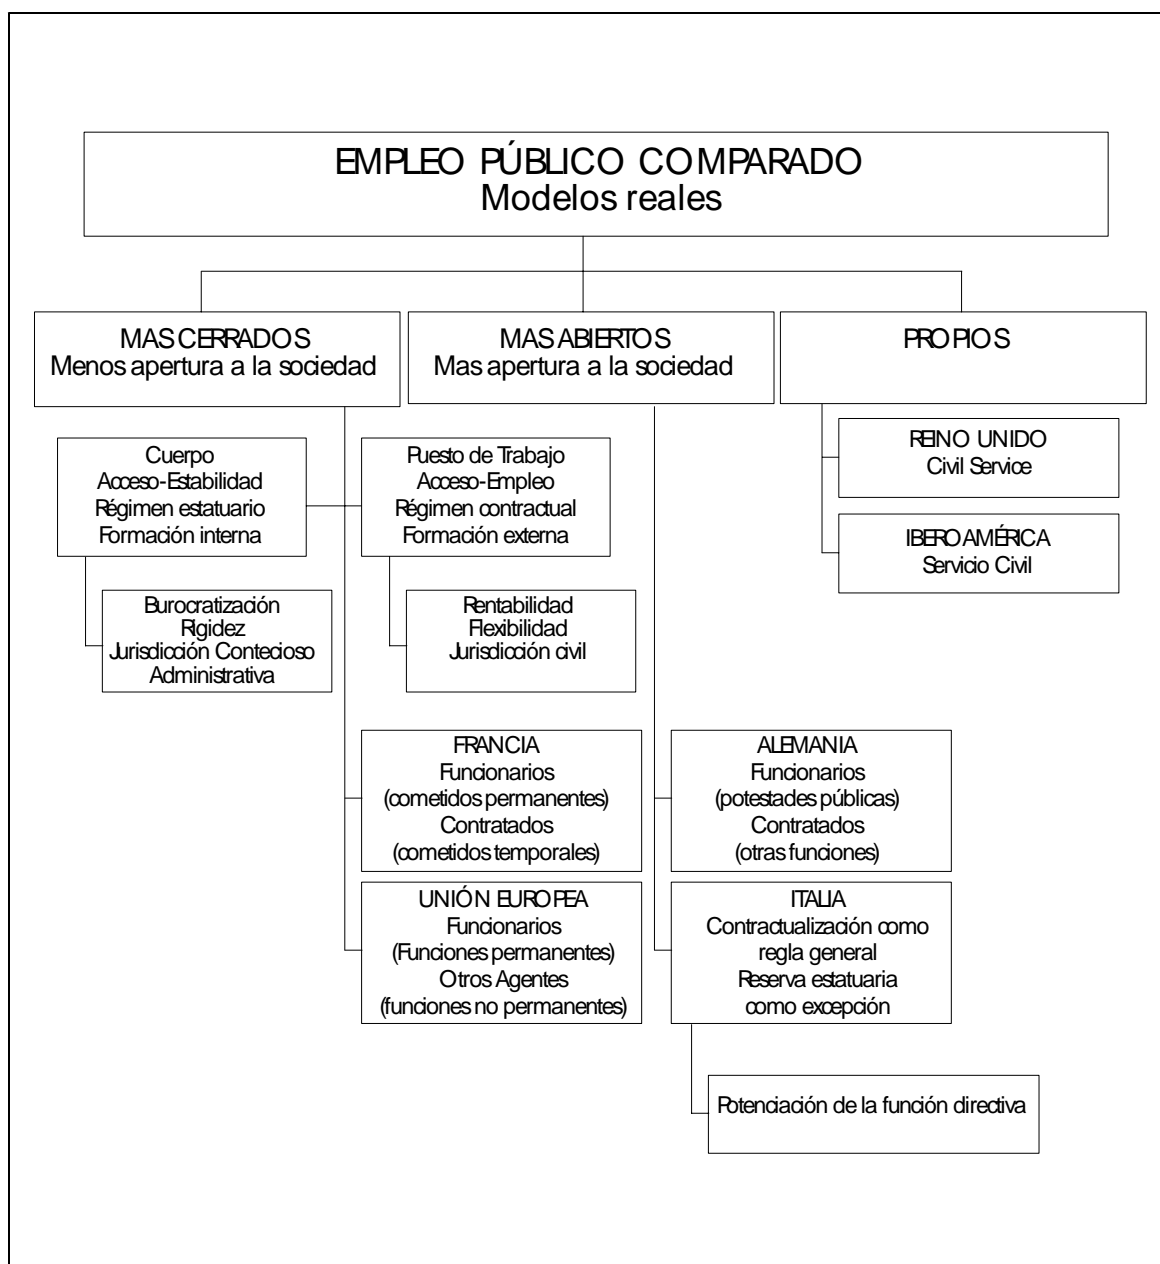 EMPLEO PÚBLICO COMPARADO
Modelos reales
MAS CERRADOS
Menos apertura a la sociedad
MAS ABIERTOS
Mas apertura a la sociedad
PROPIOS
Cuerpo
Acceso-Estabilidad
Régimen estatuario
Formación interna
Puesto de Trabajo
Acceso-Empleo
Régimen contractual
Formación externa
REINO UNIDO
Civil Service
IBEROAMÉRICA
Servicio Civil
Burocratización
Rigidez
Jurisdicción Contecioso
Administrativa
Rentabilidad
Flexibilidad
Jurisdicción civil
FRANCIA
Funcionarios
(cometidos permanentes)
Contratados
(cometidos temporales)
ALEMANIA
Funcionarios
(potestades públicas)
Contratados
(otras funciones)
UNIÓN EUROPEA
Funcionarios
(Funciones permanentes)
Otros Agentes
(funciones no permanentes)
ITALIA
Contractualización como
regla general
Reserva estatuaria
como excepción
Potenciación de la función directiva